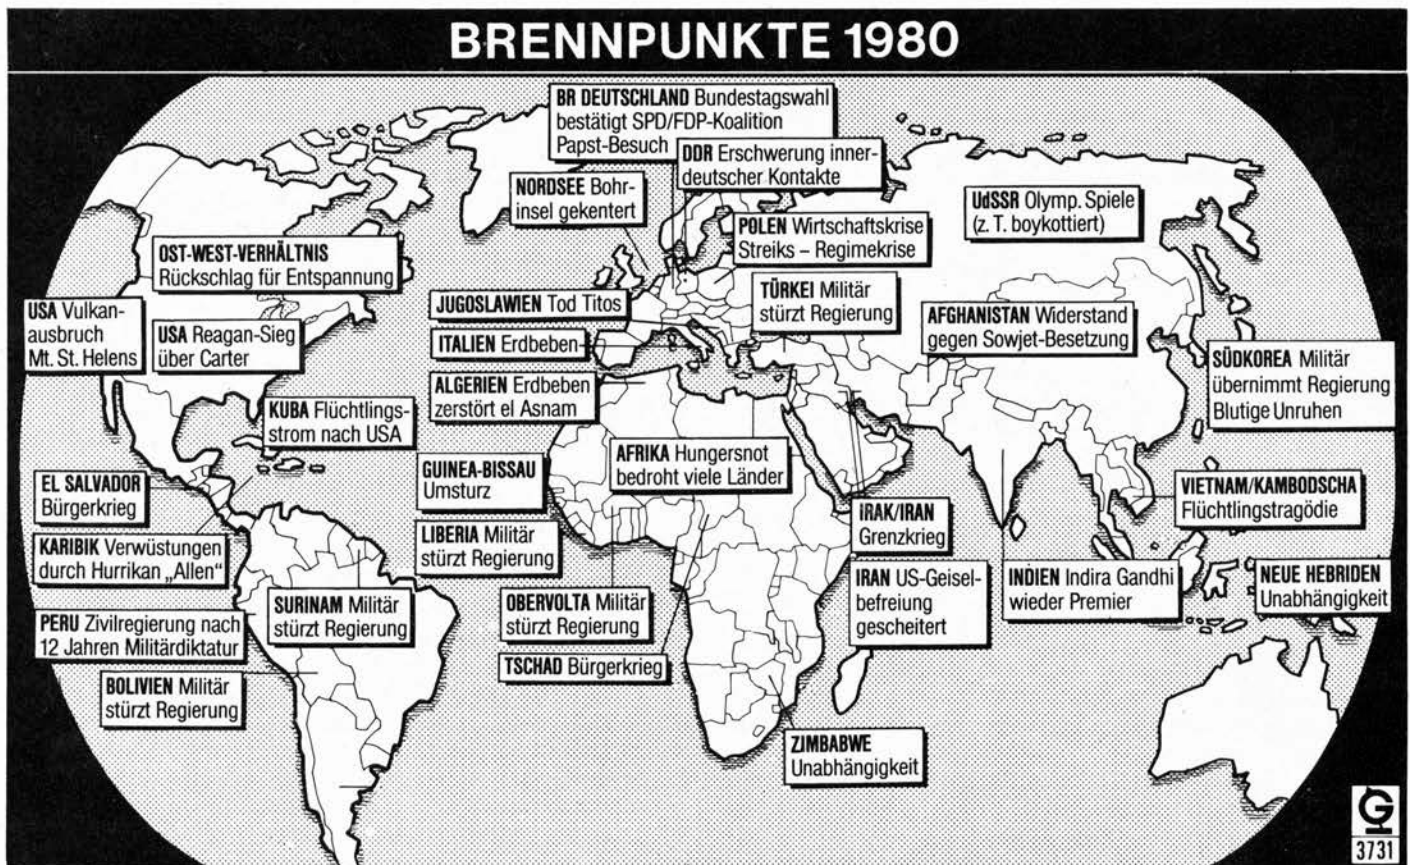 BRENNPUNKTE 1980
BR DEUTSCHLAND Bundestagswahl
bestätigt SPD/FDP-Koalition
Papst-Besuch
DDR Erschwerung inner-
deutscher Kontakte
NORDSEE Bohr-
insel gekentert
UdSSR Olymp. Spiele
(z. T. boykottiert)
POLEN Wirtschaftskrise
Streiks – Regimekrise
OST-WEST-VERHÄLTNIS
Rückschlag für Entspannung
USA Vulkan-
ausbruch
Mt. St. Helens
USA Reagan-Sieg
über Carter
JUGOSLAWIEN Tod Titos
ITALIEN Erdbeben
TÜRKEI Militär
stürzt Regierung
AFGHANISTAN Widerstand
gegen Sowjet-Besetzung
SÜDKOREA Militär
übernimmt Regierung
Blutige Unruhen
ALGERIEN Erdbeben
zerstört el Asnam
KUBA Flüchtlings-
strom nach USA
AFRIKA Hungersnot
bedroht viele Länder
GUINEA-BISSAU
Umsturz
EL SALVADOR
Bürgerkrieg
VIETNAM/KAMBODSCHA
Flüchtlingstragödie
IRAK/IRAN
Grenzkrieg
LIBERIA Militär
stürzt Regierung
KARIBIK Verwüstungen
durch Hurrikan „Allen“
IRAN US-Geisel-
befreiung
gescheitert
INDIEN Indira Gandhi
wieder Premier
NEUE HEBRIDEN
Unabhängigkeit
SURINAM Militär
stürzt Regierung
OBERVOLTA Militär
stürzt Regierung
PERU Zivilregierung nach
12 Jahren Militärdiktatur
TSCHAD Bürgerkrieg
BOLIVIEN Militär
stürzt Regierung
ZIMBABWE
Unabhängigkeit
G
3731